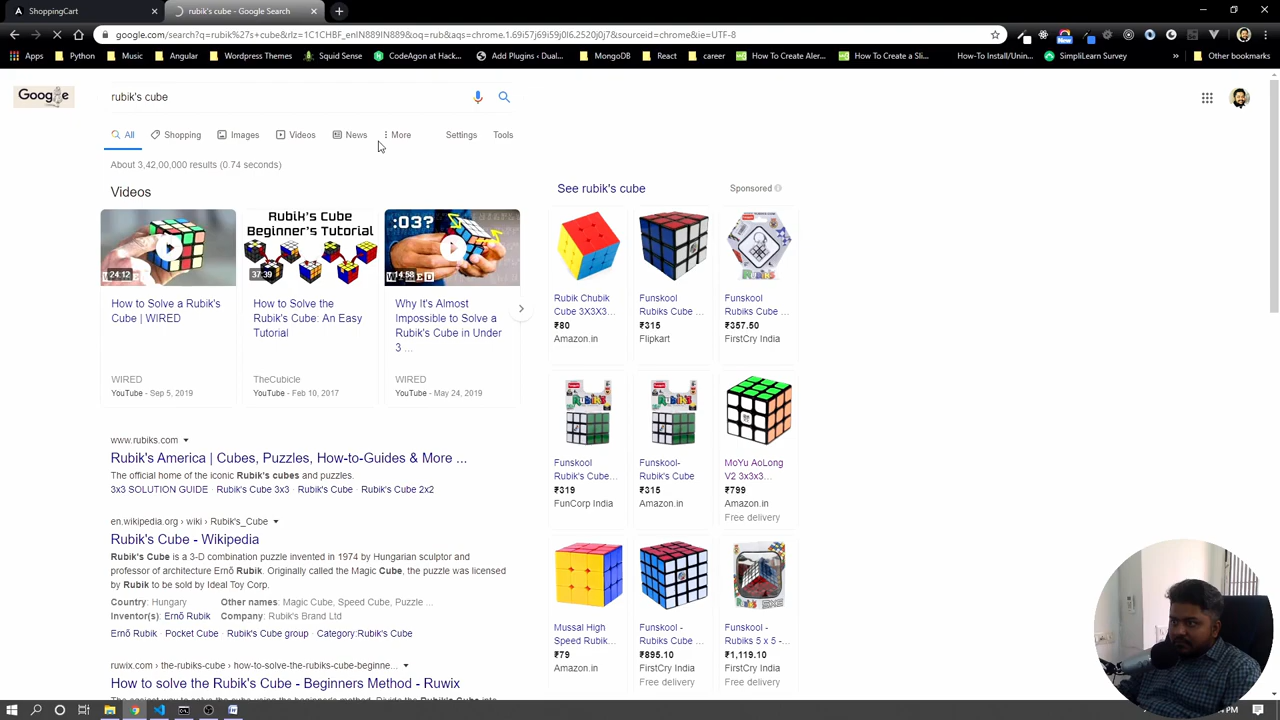 ShoppingCart
rubik's cube - Google Search
google.com/search?q=rubik%27s+cube&rlz=1C1CHBF_enIN889IN889&oq=rub&aqs=chrome.1.69i57j69i59j0l6.2520j0j7&sourceid=chrome&ie=UTF-8
Apps
Python
Music
Angular
Wordpress Themes
Squid Sense
CodeAgon at Hack...
Add Plugins ‹ Dual...
MongoDB
React
career
How To Create Aler...
How To Create a Sli...
How-To Install/Unin...
SimpliLearn Survey
»
Other bookmarks
Google
rubik's cube
All
Shopping
Images
Videos
News
More
Settings
Tools
About 3,42,00,000 results (0.74 seconds)
Videos
24:12
How to Solve a Rubik's
Cube | WIRED
WIRED
YouTube - Sep 5, 2019
Rubik's Cube
Beginner's Tutorial
37:39
How to Solve the
Rubik's Cube: An Easy
Tutorial
TheCubicle
YouTube - Feb 10, 2017
:03?
14:58
Why It's Almost
Impossible to Solve a
Rubik's Cube in Under
3 ...
WIRED
YouTube - May 24, 2019
www.rubiks.com
Rubik's America | Cubes, Puzzles, How-to-Guides & More ...
The official home of the iconic Rubik's cubes and puzzles.
3x3 SOLUTION GUIDE · Rubik's Cube 3x3 · Rubik's Cube · Rubik's Cube 2x2
en.wikipedia.org › wiki › Rubik's_Cube
Rubik's Cube - Wikipedia
Rubik's Cube is a 3-D combination puzzle invented in 1974 by Hungarian sculptor and
professor of architecture Ernő Rubik. Originally called the Magic Cube, the puzzle was licensed
by Rubik to be sold by Ideal Toy Corp.
Country: Hungary
Other names: Magic Cube, Speed Cube, Puzzle ...
Inventor(s): Ernő Rubik
Company: Rubik's Brand Ltd
Ernő Rubik · Pocket Cube · Rubik's Cube group · Category:Rubik's Cube
ruwix.com › the-rubiks-cube › how-to-solve-the-rubiks-cube-beginne...
How to solve the Rubik's Cube - Beginners Method - Ruwix
See rubik's cube
Sponsored
Rubik Chubik
Cube 3X3X3...
₹80
Amazon.in
Funskool
Rubiks Cube ...
₹315
Flipkart
Funskool
Rubiks Cube ...
₹357.50
FirstCry India
Funskool
Rubik's Cube...
₹319
FunCorp India
Funskool-
Rubik's Cube
₹315
Amazon.in
MoYu AoLong
V2 3x3x3...
₹799
Amazon.in
Free delivery
Mussal High
Speed Rubik...
₹79
Amazon.in
Funskool -
Rubiks Cube ...
₹895.10
FirstCry India
Free delivery
Funskool -
Rubiks 5 x 5 -...
₹1,119.10
FirstCry India
Free delivery